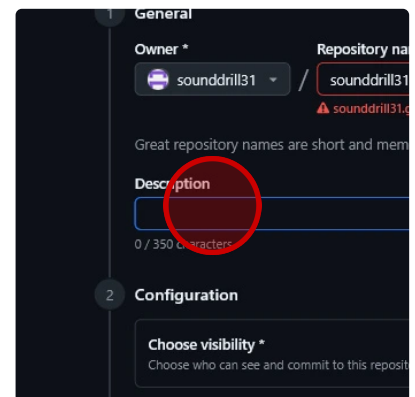 1 General
Owner * Repository na
sounddrill31 / sounddrill31
sounddrill31.g
Great repository names are short and mem
Description
0 / 350 characters
2 Configuration
Choose visibility *
Choose who can see and commit to this reposit